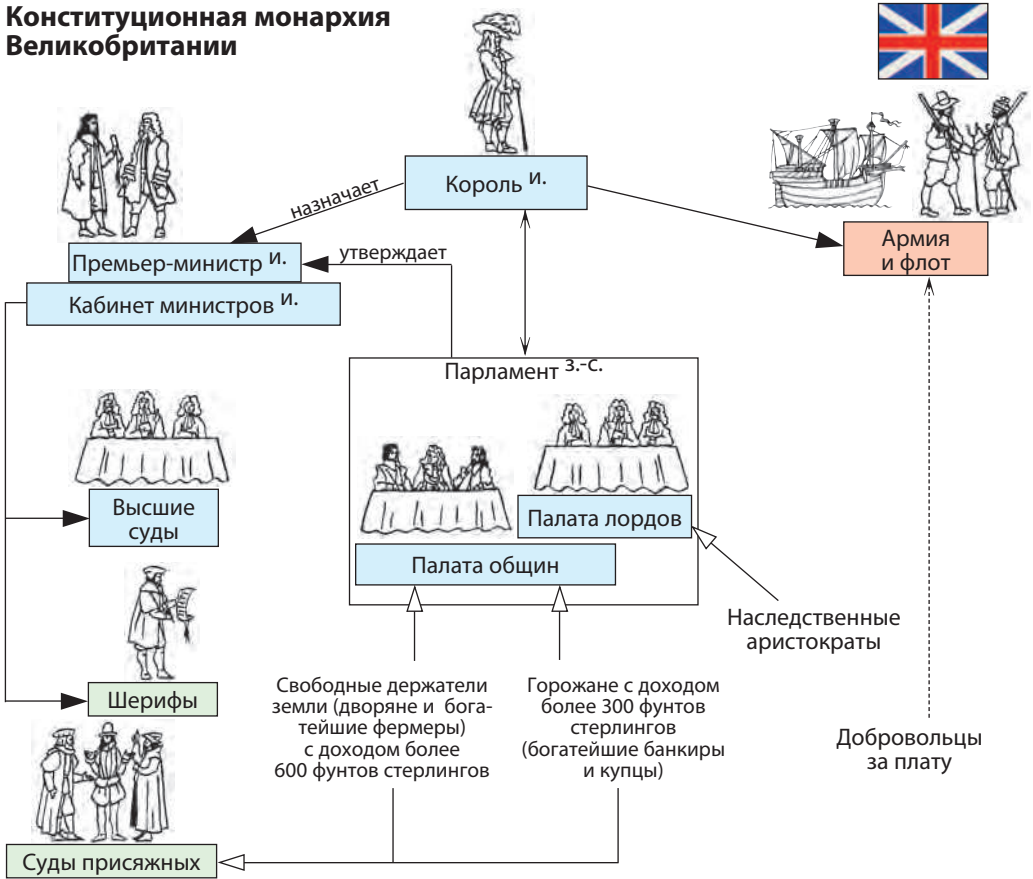 Конституционная монархия
Великобритании
Король и.
назначает
Армия
и флот
Премьер-министр и.
утверждает
Кабинет министров и.
Парламент з.-с.
Высшие
суды
Палата лордов
Палата общин
Наследственные
аристократы
Шерифы
Свободные держатели
земли (дворяне и бога-
тейшие фермеры)
с доходом более
600 фунтов стерлингов
Горожане с доходом
более 300 фунтов
стерлингов
(богатейшие банкиры
и купцы)
Добровольцы
за плату
Суды присяжных